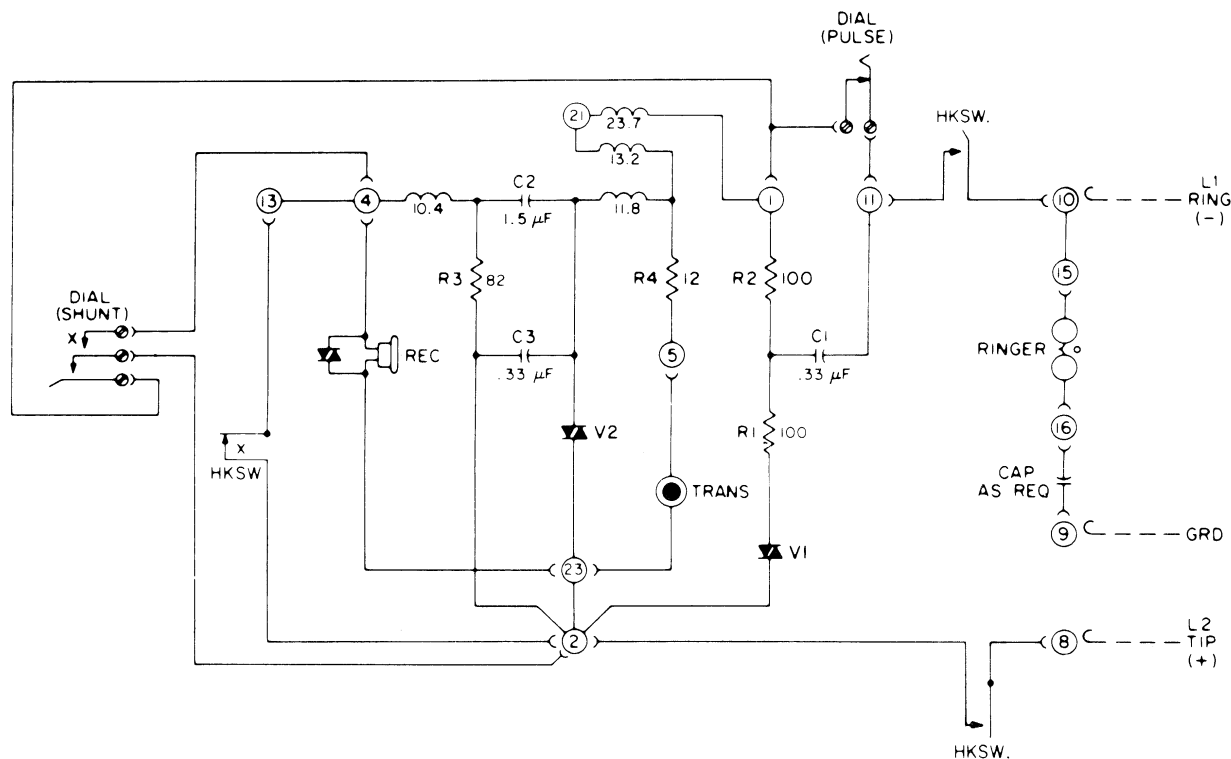 DIAL
(PULSE)
HKSW.
21
23.7
13.2
L1
RING
(-)
13
4
10.4
C2
1.5 µF
11.8
1
11
10
R3
82
R4
12
R2
100
15
DIAL
(SHUNT)
X
REC
C3
.33 µF
5
C1
.33 µF
RINGER
V2
R1
100
16
X
HKSW
TRANS
CAP
AS REQ
V1
9
GRD
23
2
8
L2
TIP
(+)
HKSW.